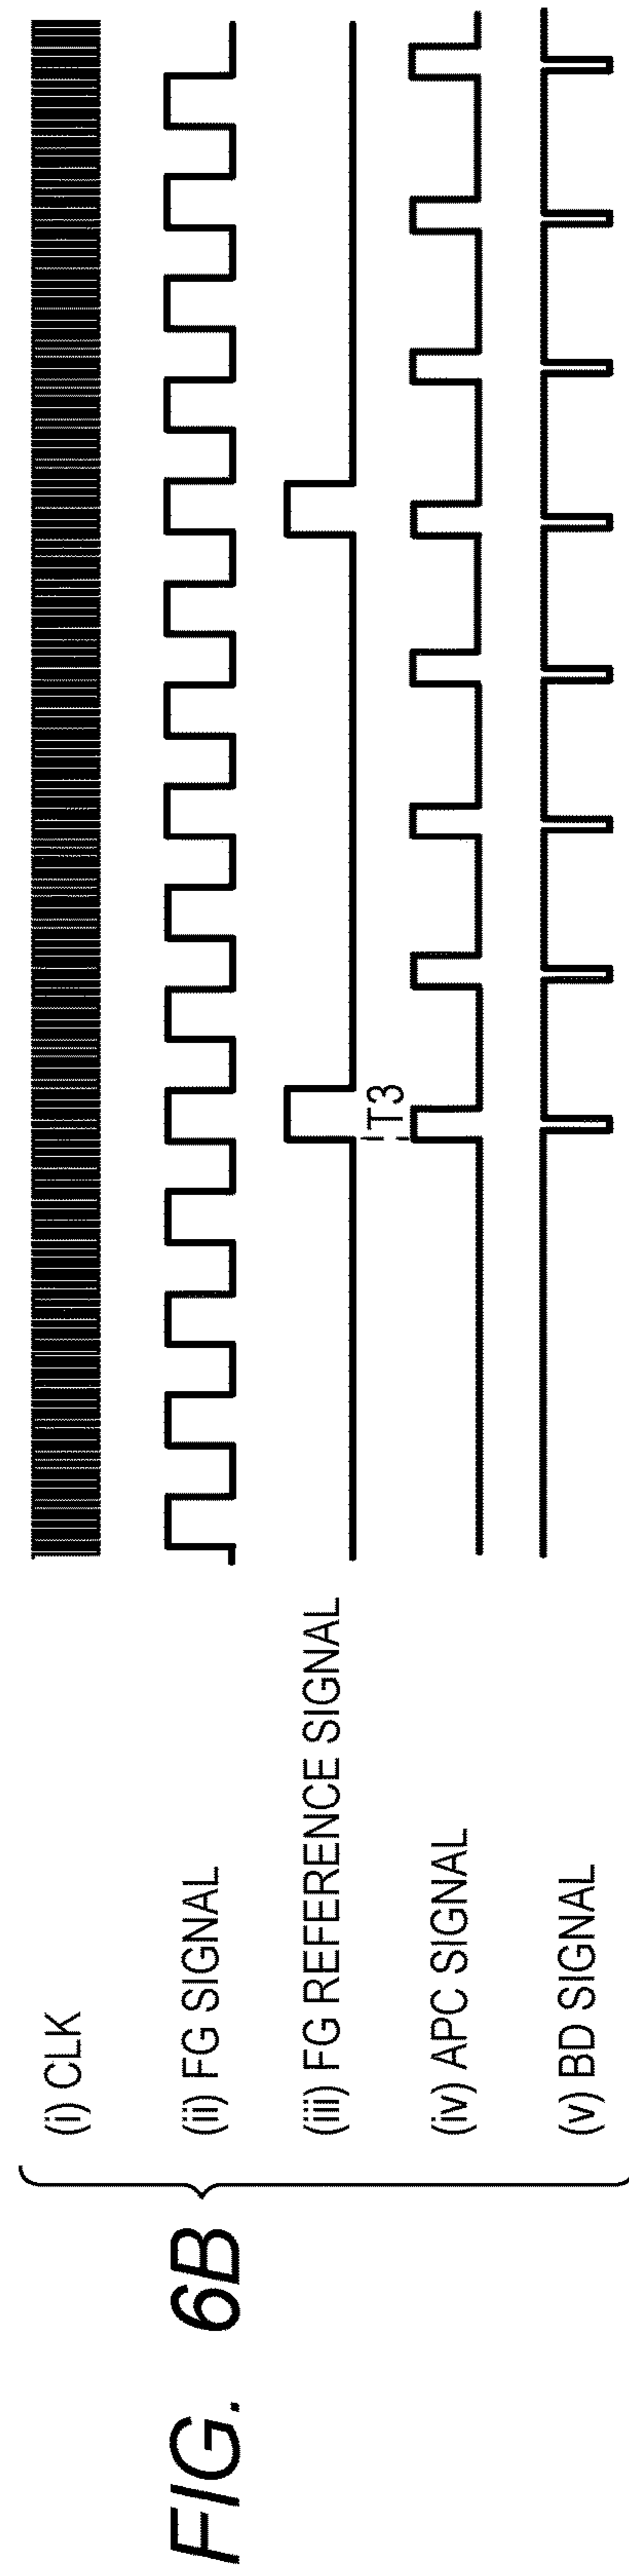 FIG. 6B
(i) CLK
(ii) FG SIGNAL
(iii) FG REFERENCE SIGNAL
T3
(iv) APC SIGNAL
(v) BD SIGNAL